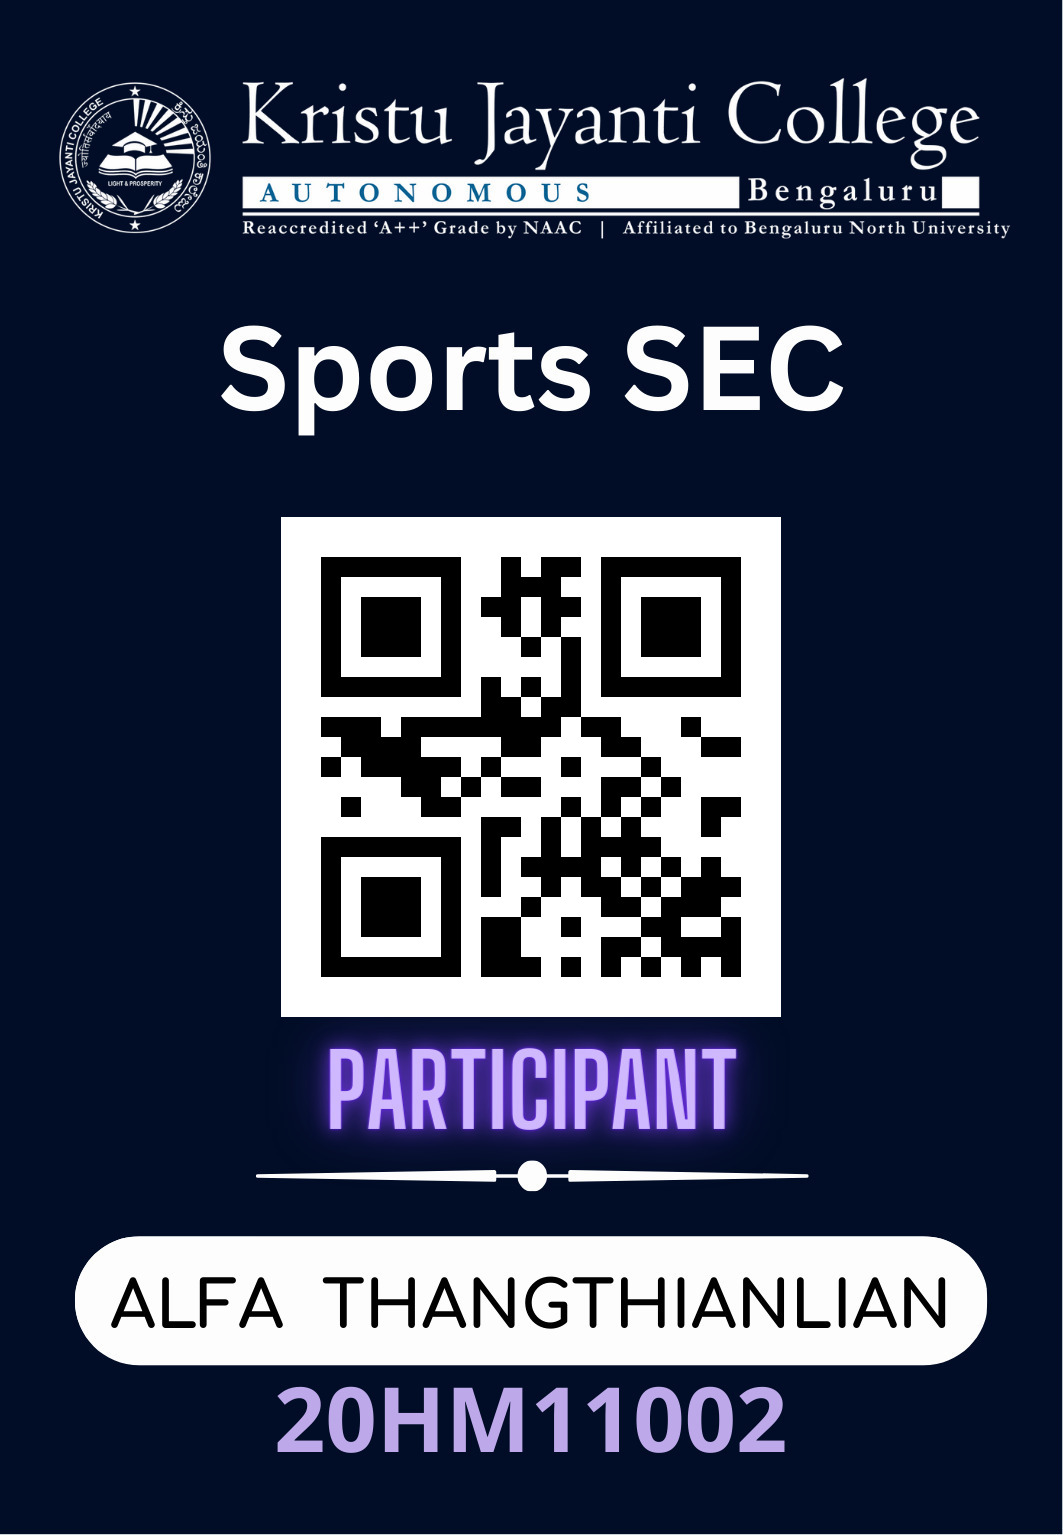 Kristu Jayanti College
AUTONOMOUS Bengaluru
Reaccredited ‘A++’ Grade by NAAC | Affiliated to Bengaluru North University
KRISTU JAYANTI COLLEGE
LIGHT & PROSPERITY
Sports SEC
PARTICIPANT
ALFA THANGTHIANLIAN
20HM11002